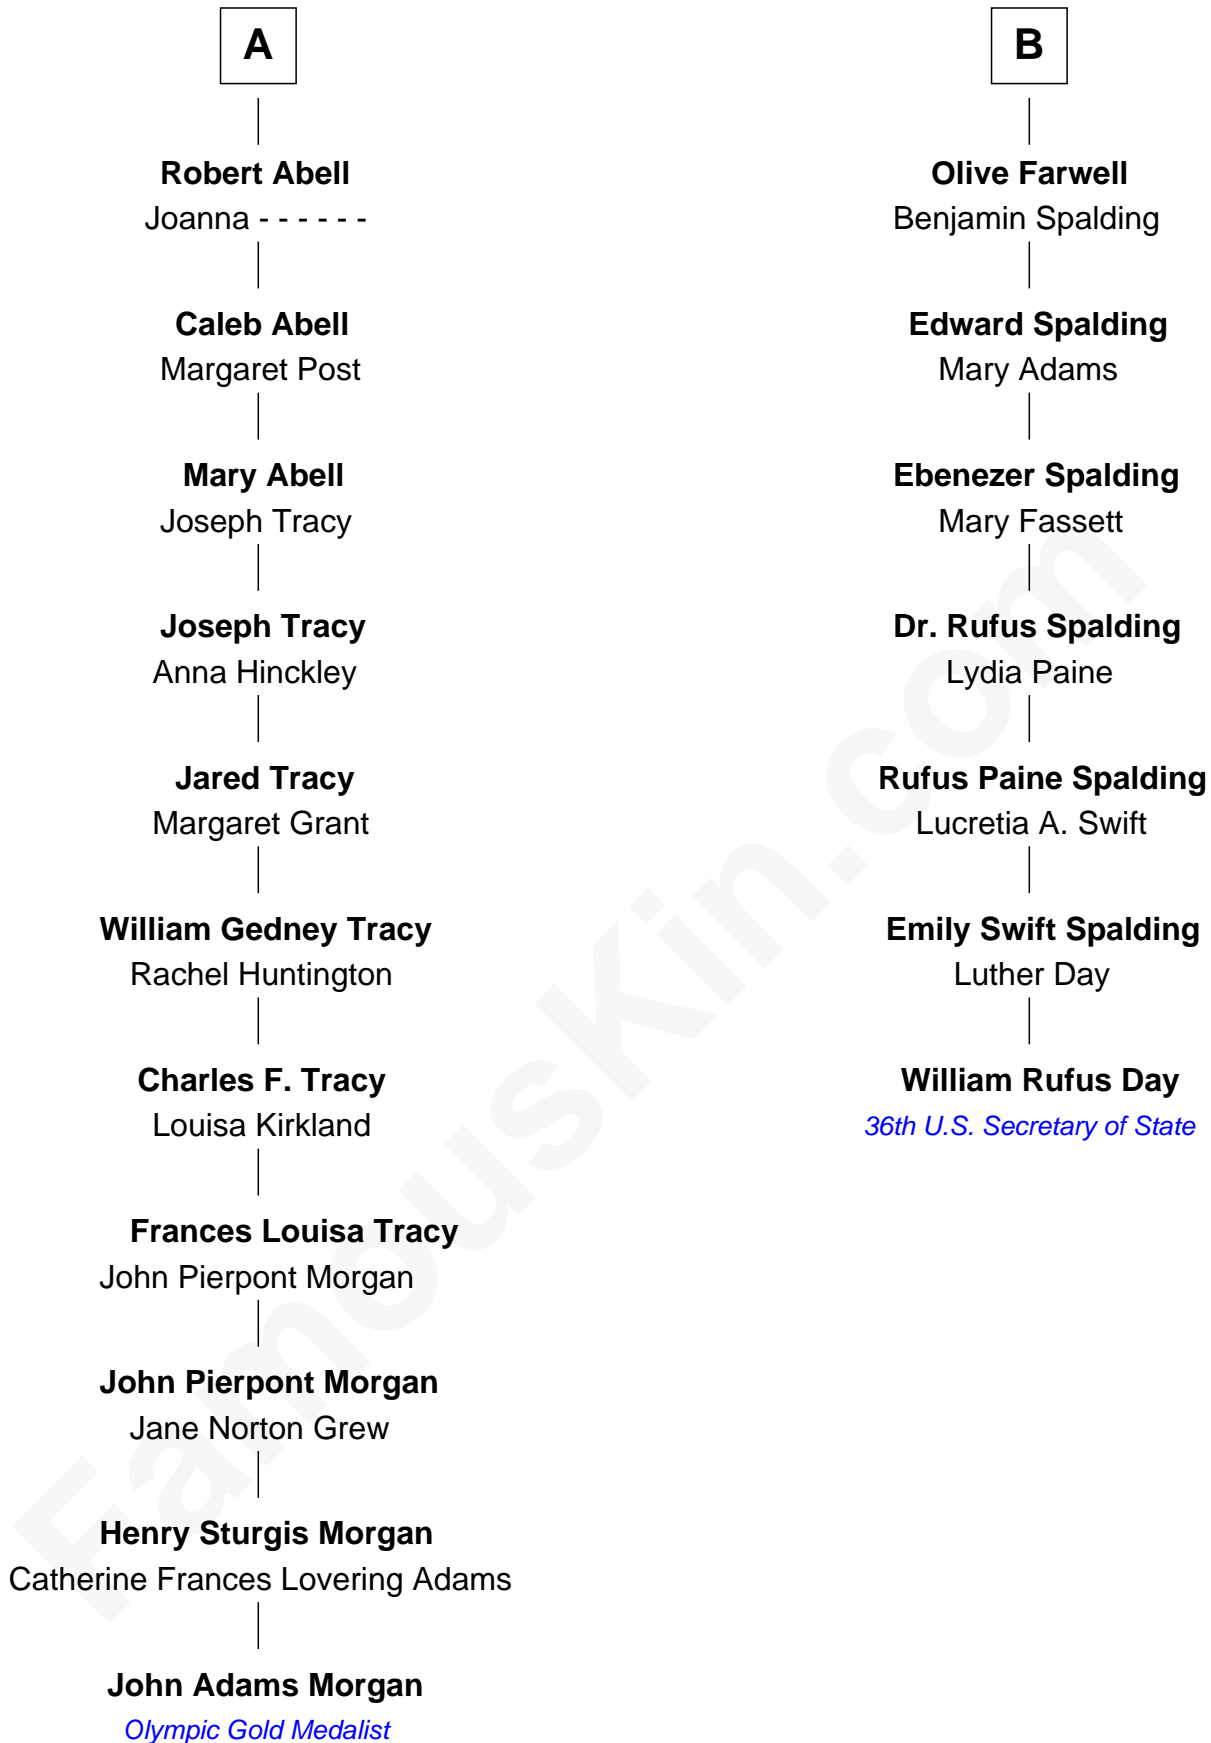 A
Robert Abell
Joanna - - - - - -
Caleb Abell
Margaret Post
Mary Abell
Joseph Tracy
Joseph Tracy
Anna Hinckley
Jared Tracy
Margaret Grant
William Gedney Tracy
Rachel Huntington
Charles F. Tracy
Louisa Kirkland
Frances Louisa Tracy
John Pierpont Morgan
John Pierpont Morgan
Jane Norton Grew
Henry Sturgis Morgan
Catherine Frances Lovering Adams
John Adams Morgan
Olympic Gold Medalist
B
Olive Farwell
Benjamin Spalding
Edward Spalding
Mary Adams
Ebenezer Spalding
Mary Fassett
Dr. Rufus Spalding
Lydia Paine
Rufus Paine Spalding
Lucretia A. Swift
Emily Swift Spalding
Luther Day
William Rufus Day
36th U.S. Secretary of State
FamousKin.com